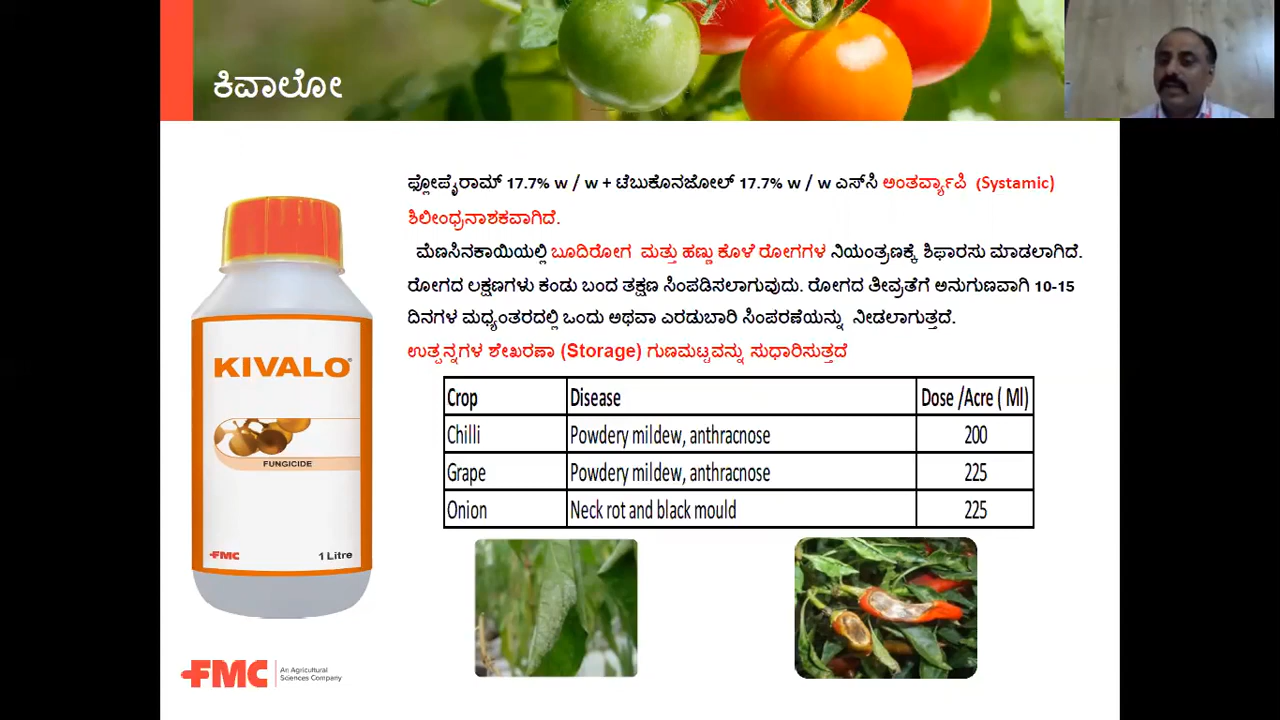 ಕಿವಾಲೋ
ಫ್ಲೋಪೈರಾಮ್ 17.7% w / w + ಟೆಬುಕೊನಜೋಲ್ 17.7% w / w ಎಸ್‌ಸಿ ಅಂತರ್ವ್ಯಾಪಿ (Systamic)
ಶಿಲೀಂಧ್ರನಾಶಕವಾಗಿದೆ.
ಮೆಣಸಿನಕಾಯಿಯಲ್ಲಿ ಬೂದಿರೋಗ ಮತ್ತು ಹಣ್ಣು ಕೊಳೆ ರೋಗಗಳ ನಿಯಂತ್ರಣಕ್ಕೆ ಶಿಫಾರಸು ಮಾಡಲಾಗಿದೆ.
ರೋಗದ ಲಕ್ಷಣಗಳು ಕಂಡು ಬಂದ ತಕ್ಷಣ ಸಿಂಪಡಿಸಲಾಗುವುದು. ರೋಗದ ತೀವ್ರತೆಗೆ ಅನುಗುಣವಾಗಿ 10-15
ದಿನಗಳ ಮಧ್ಯಂತರದಲ್ಲಿ ಒಂದು ಅಥವಾ ಎರಡುಬಾರಿ ಸಿಂಪರಣೆಯನ್ನು ನೀಡಲಾಗುತ್ತದೆ.
ಉತ್ಪನ್ನಗಳ ಶೇಖರಣಾ (Storage) ಗುಣಮಟ್ಟವನ್ನು ಸುಧಾರಿಸುತ್ತದೆ
Crop Disease Dose /Acre ( Ml)
Chilli Powdery mildew, anthracnose 200
Grape Powdery mildew, anthracnose 225
Onion Neck rot and black mould 225
KIVALO®
FUNGICIDE
FMC 1 Litre
FMC An Agricultural
Sciences Company